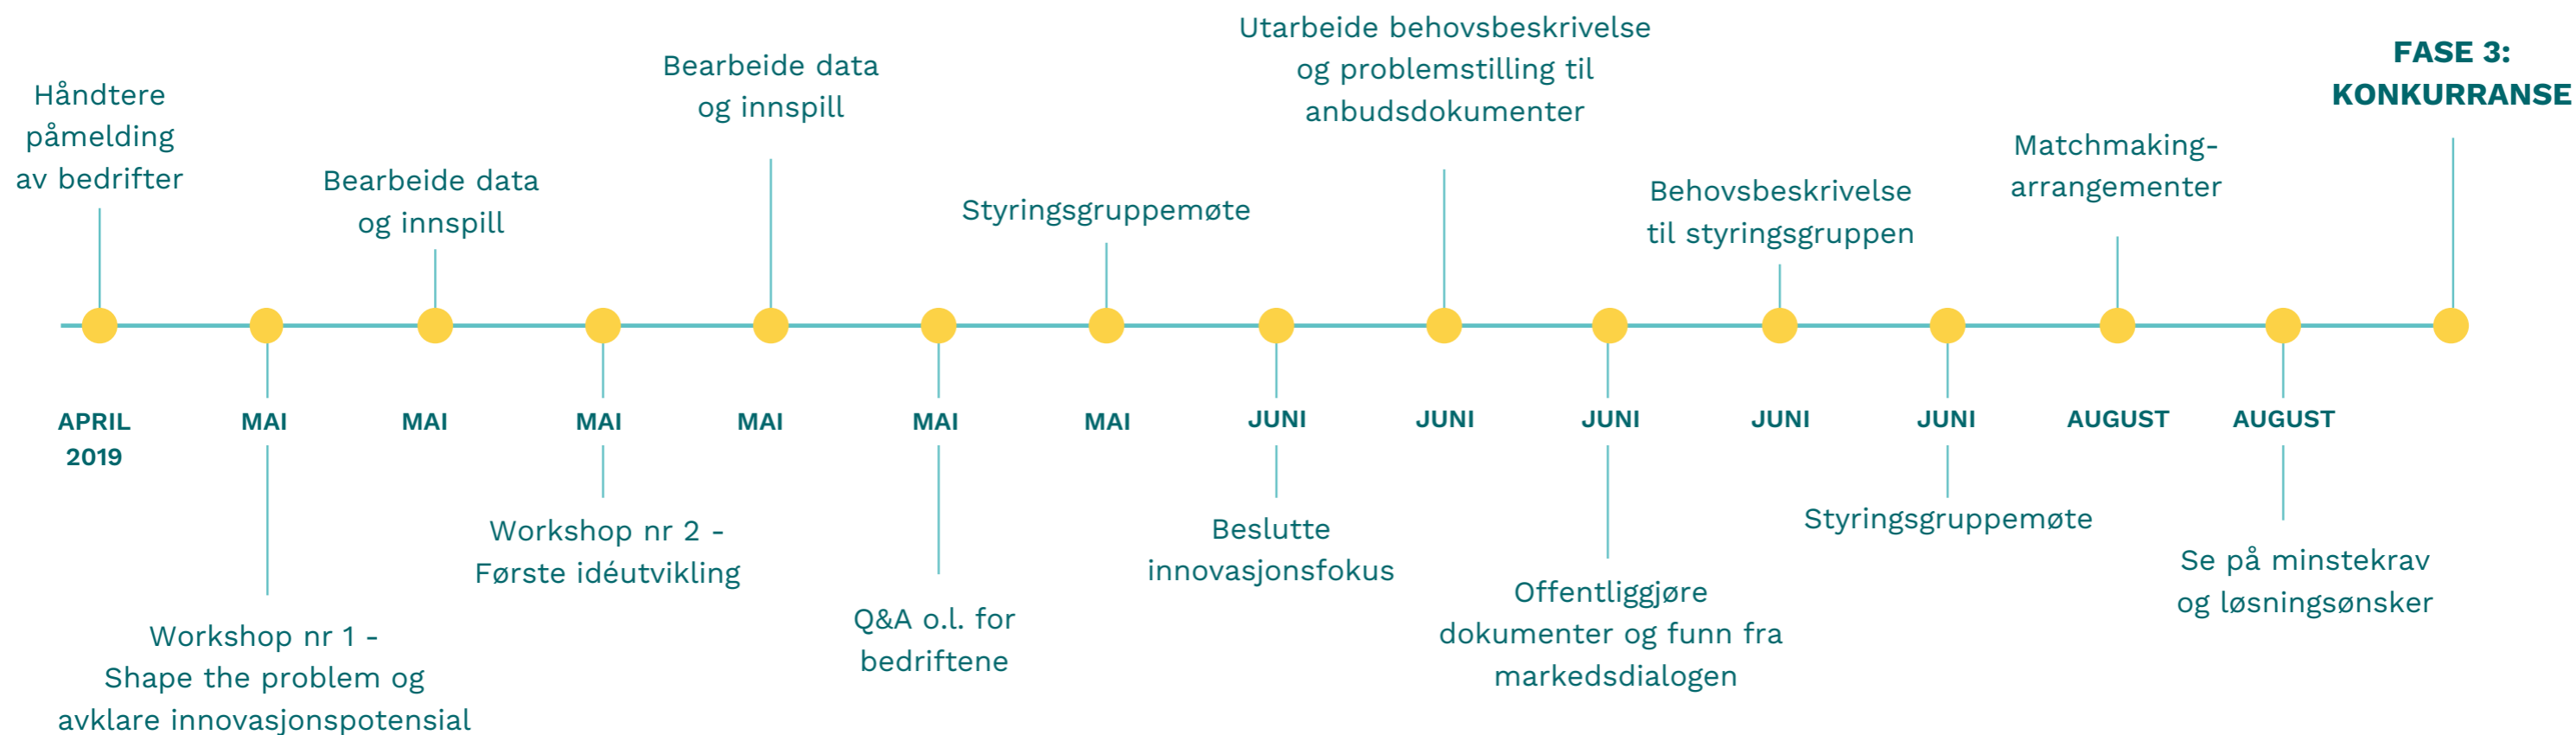 Håndtere
påmelding
av bedrifter
APRIL
2019
MAI
Workshop nr 1 -
Shape the problem og
avklare innovasjonspotensial
Bearbeide data
og innspill
MAI
MAI
Workshop nr 2 -
Første idéutvikling
Bearbeide data
og innspill
MAI
MAI
Q&A o.l. for
bedriftene
Styringsgruppemøte
MAI
JUNI
Beslutte
innovasjonsfokus
Utarbeide behovsbeskrivelse
og problemstilling til
anbudsdokumenter
JUNI
JUNI
Offentliggjøre
dokumenter og funn fra
markedsdialogen
Behovsbeskrivelse
til styringsgruppen
JUNI
JUNI
Styringsgruppemøte
Matchmaking-
arrangementer
AUGUST
AUGUST
Se på minstekrav
og løsningsønsker
FASE 3:
KONKURRANSE